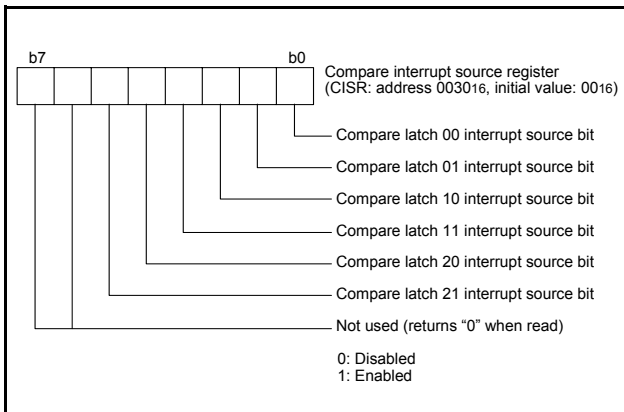 b7 b0
Compare interrupt source register
(CISR: address 003016, initial value: 0016)
Compare latch 00 interrupt source bit
Compare latch 01 interrupt source bit
Compare latch 10 interrupt source bit
Compare latch 11 interrupt source bit
Compare latch 20 interrupt source bit
Compare latch 21 interrupt source bit
Not used (returns “0” when read)
0: Disabled
1: Enabled